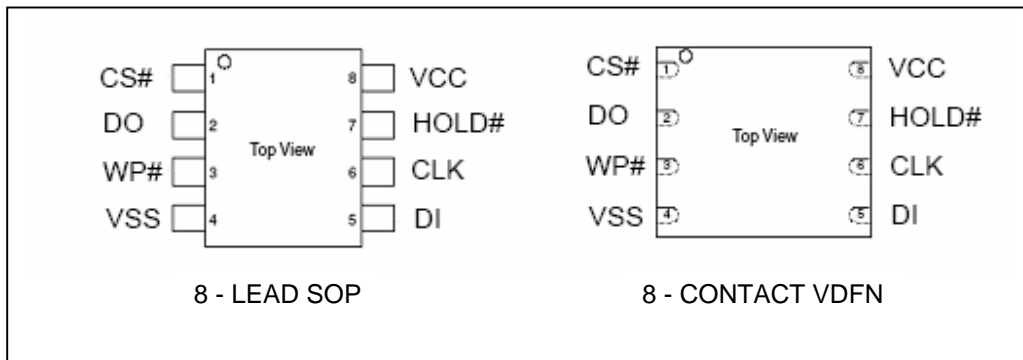 CS# 1 8 VCC
DO 2 7 HOLD#
Top View
WP# 3 6 CLK
VSS 4 5 DI
8 - LEAD SOP
CS# 1 8 VCC
DO 2 7 HOLD#
Top View
WP# 3 6 CLK
VSS 4 5 DI
8 - CONTACT VDFN